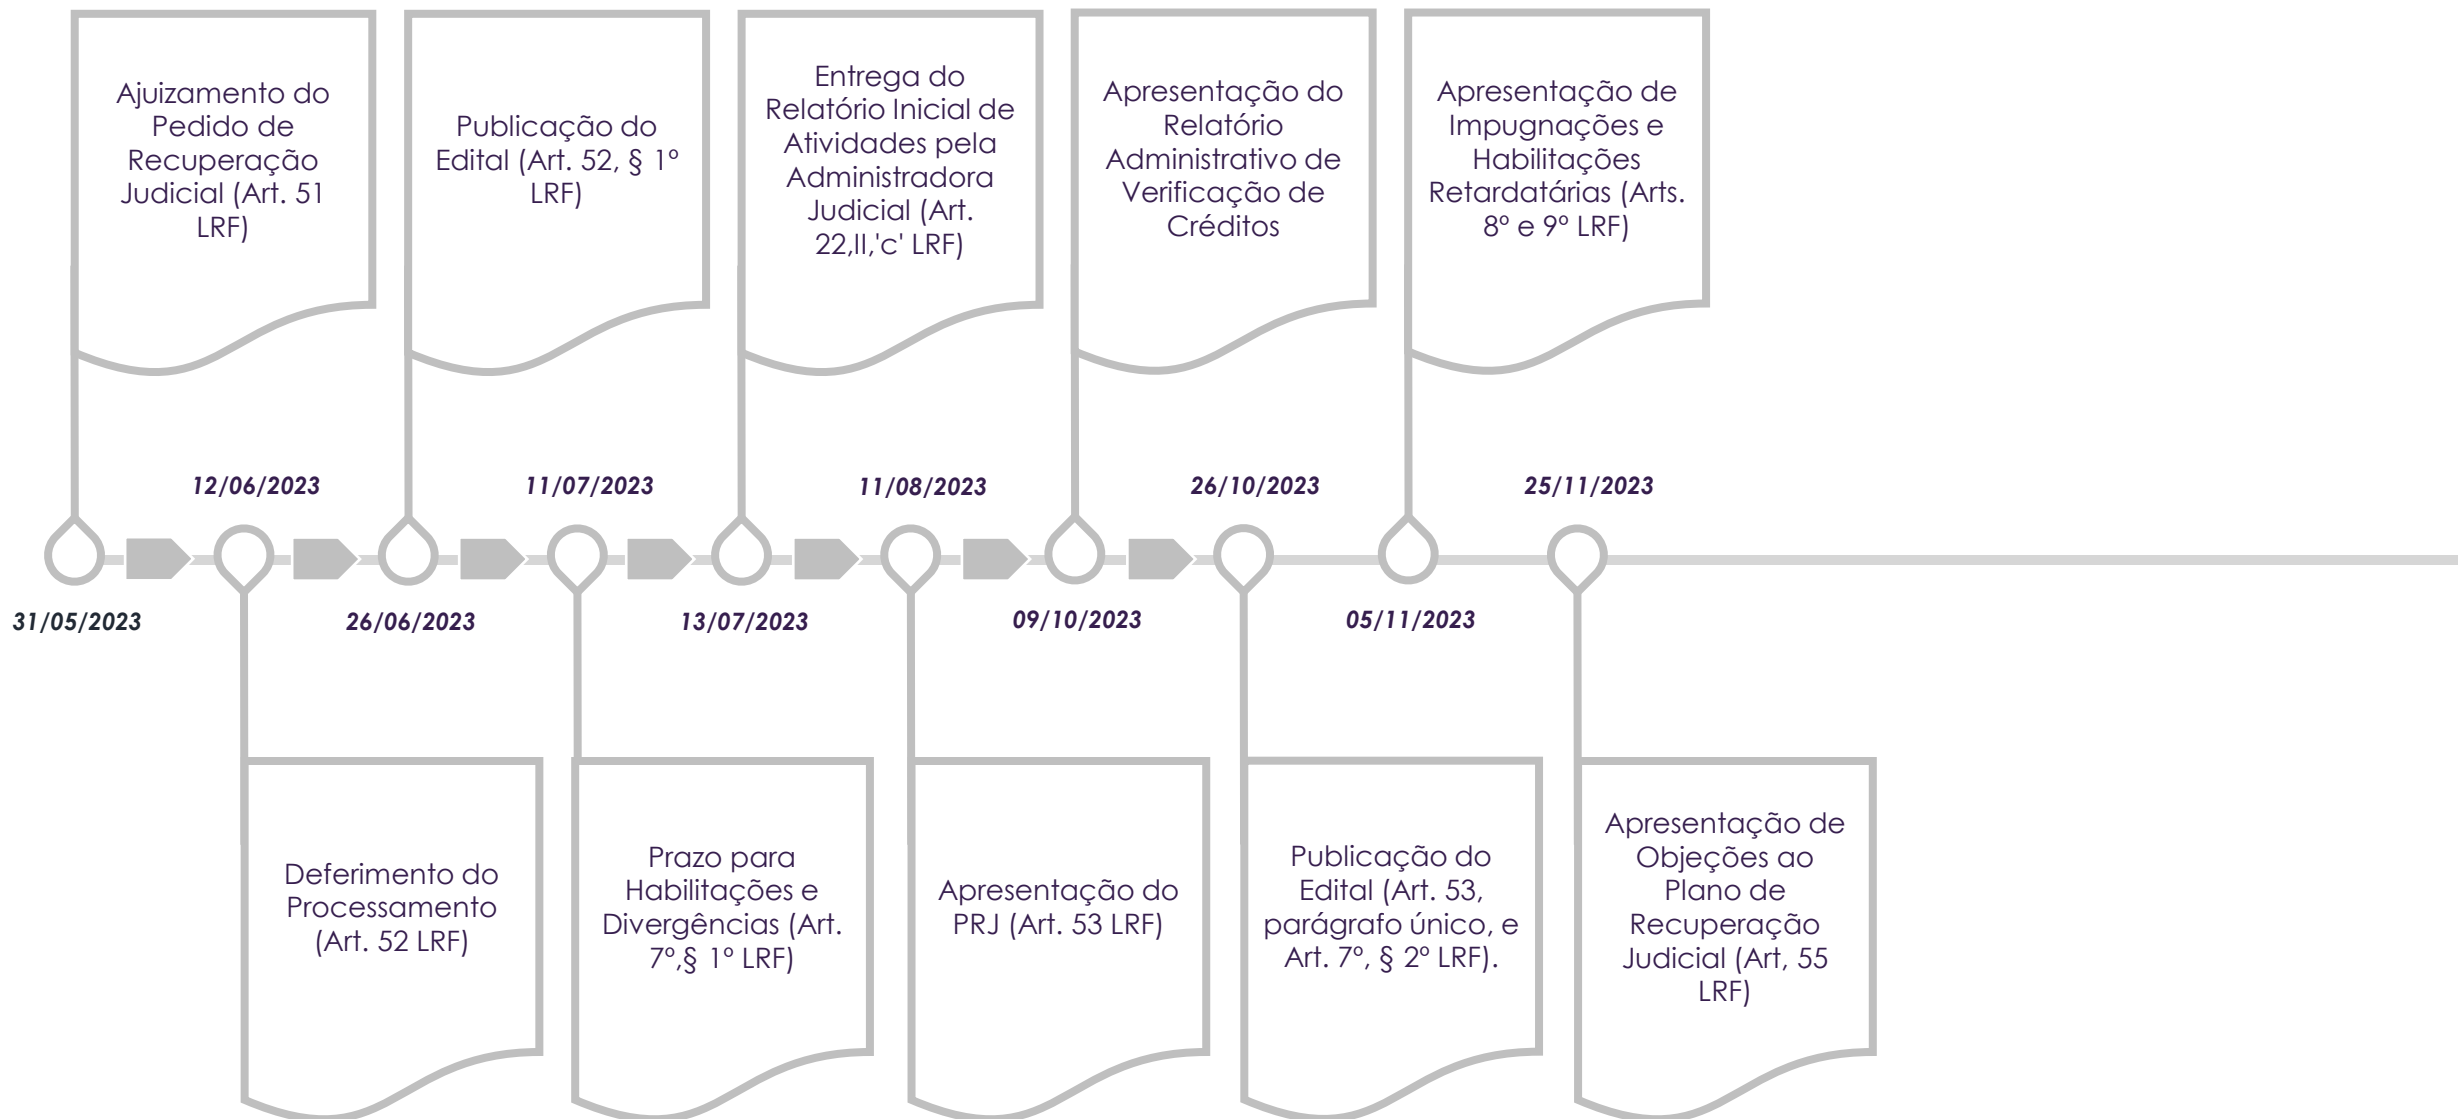 Ajuizamento do
Pedido de
Recuperação
Judicial (Art. 51
LRF)
Publicação do
Edital (Art. 52, § 1º
LRF)
Entrega do
Relatório Inicial de
Atividades pela
Administradora
Judicial (Art.
22,II,'c' LRF)
Apresentação do
Relatório
Administrativo de
Verificação de
Créditos
Apresentação de
Impugnações e
Habilitações
Retardatárias (Arts.
8º e 9º LRF)
12/06/2023
11/07/2023
11/08/2023
26/10/2023
25/11/2023
31/05/2023
26/06/2023
13/07/2023
09/10/2023
05/11/2023
Deferimento do
Processamento
(Art. 52 LRF)
Prazo para
Habilitações e
Divergências (Art.
7º,§ 1º LRF)
Apresentação do
PRJ (Art. 53 LRF)
Publicação do
Edital (Art. 53,
parágrafo único, e
Art. 7º, § 2º LRF).
Apresentação de
Objeções ao
Plano de
Recuperação
Judicial (Art, 55
LRF)